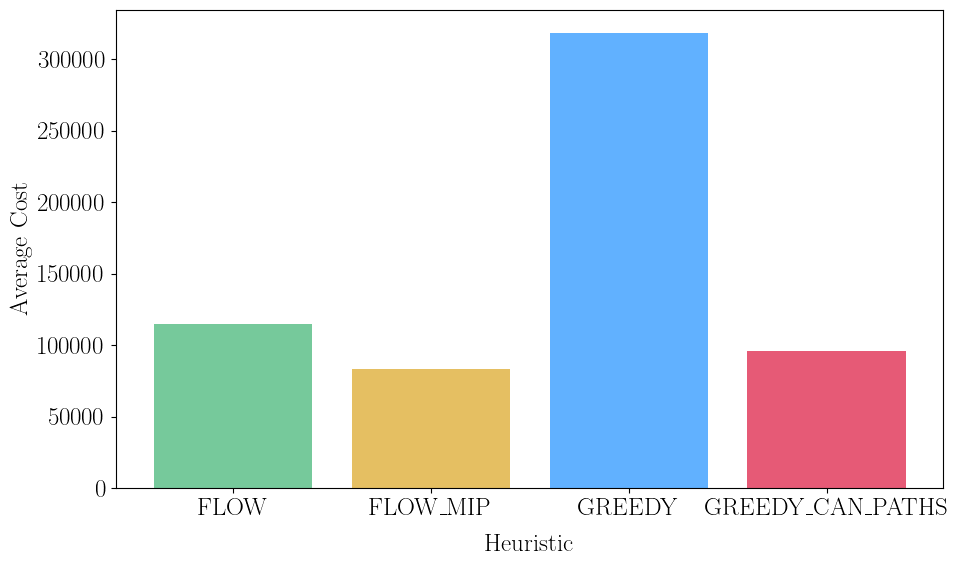 300000
250000
200000
150000
100000
50000
0
Average Cost
FLOW FLOW_MIP GREEDY GREEDY_CAN_PATHS
Heuristic